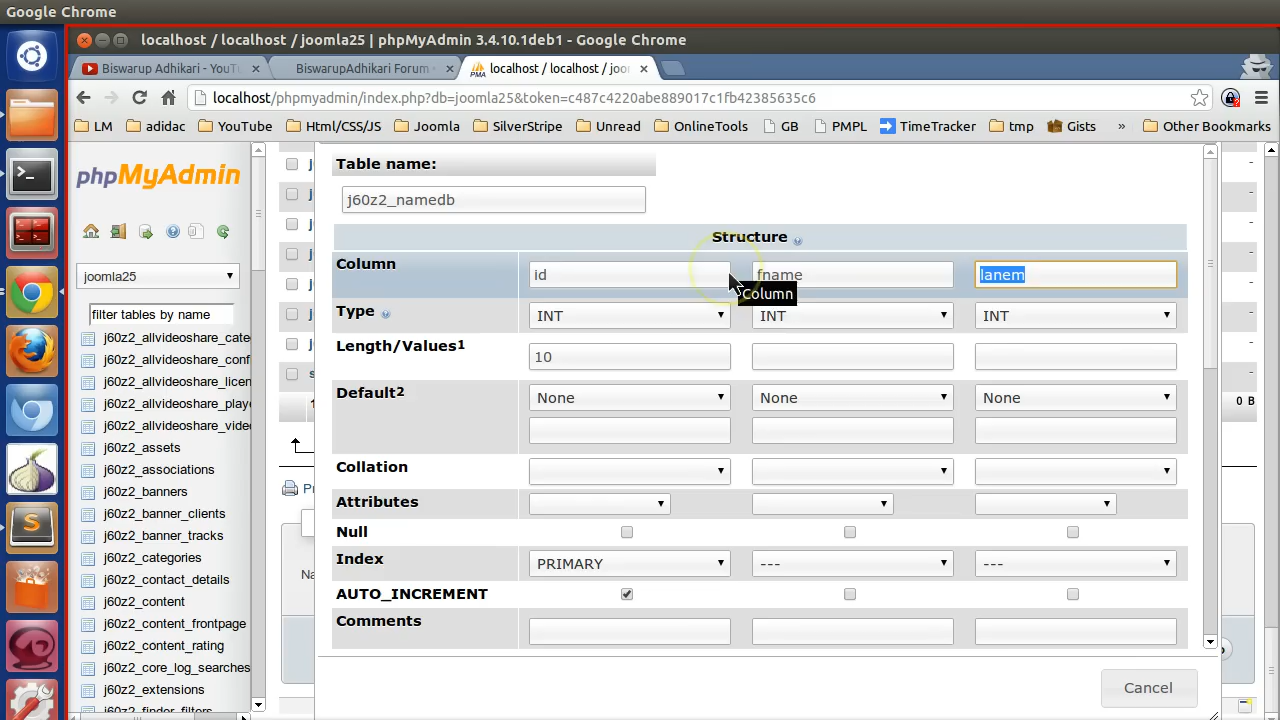 Google Chrome
localhost / localhost / joomla25 | phpMyAdmin 3.4.10.1deb1 - Google Chrome
Biswarup Adhikari - YouTu
BiswarupAdhikari Forum -
localhost / localhost / joor
localhost/phpmyadmin/index.php?db=joomla25&token=c487c4220abe889017c1fb42385635c6
LM adidac YouTube Html/CSS/JS Joomla SilverStripe Unread OnlineTools GB PMPL TimeTracker tmp Gists » Other Bookmarks
phpMyAdmin
joomla25
filter tables by name
j60z2_allvideoshare_cate
j60z2_allvideoshare_conf
j60z2_allvideoshare_licen
j60z2_allvideoshare_playe
j60z2_allvideoshare_video
j60z2_assets
j60z2_associations
j60z2_banners
j60z2_banner_clients
j60z2_banner_tracks
j60z2_categories
j60z2_contact_details
j60z2_content
j60z2_content_frontpage
j60z2_content_rating
j60z2_core_log_searches
j60z2_extensions
Table name:
j60z2_namedb
Structure
Column id fname lanem
Column
Type INT INT INT
Length/Values1 10
Default2 None None None
0 B
Collation
Attributes
Null
Index PRIMARY --- ---
AUTO_INCREMENT
Comments
Cancel